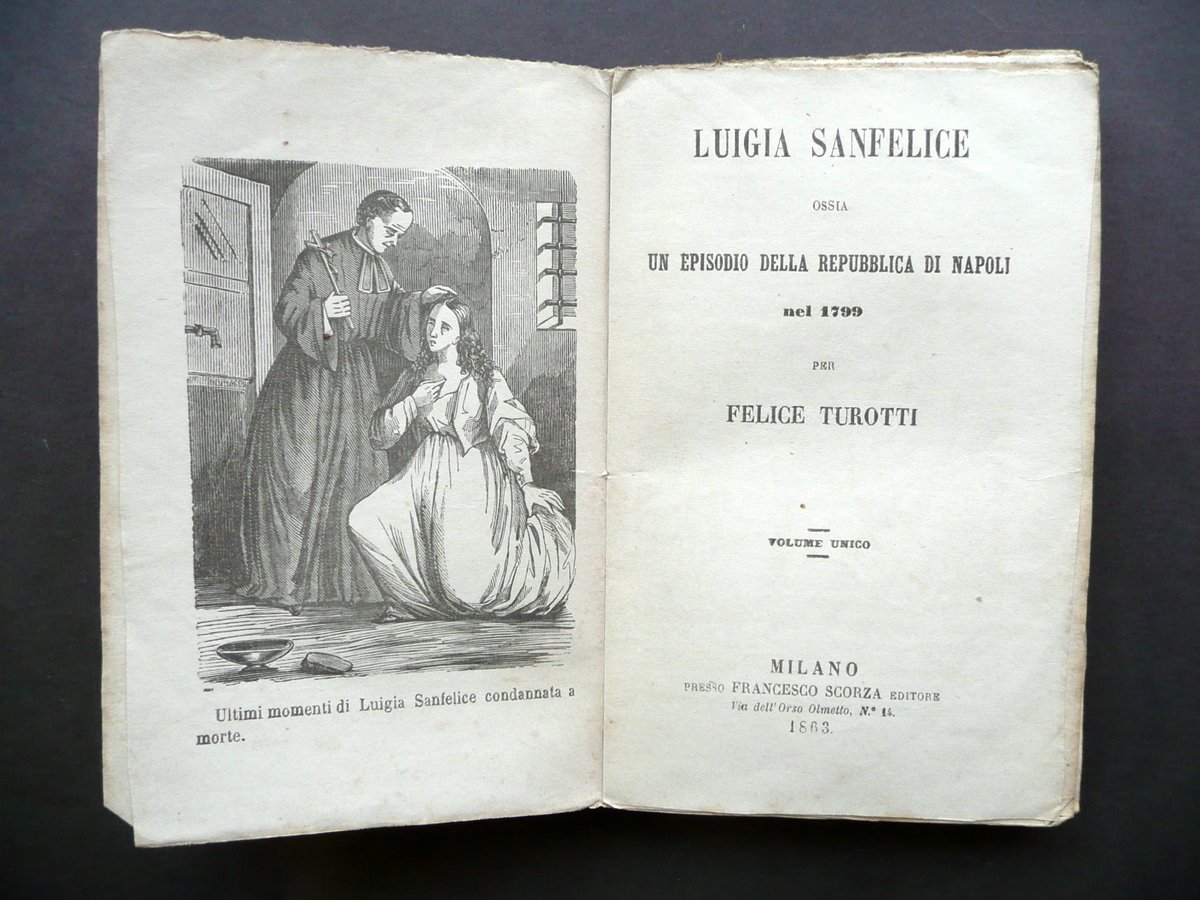 Ultimi momenti di Luigia Sanfelice condannata a
morte.
LUIGIA SANFELICE
OSSIA
UN EPISODIO DELLA REPUBBLICA DI NAPOLI
nel 1799
PER
FELICE TUROTTI
VOLUME UNICO
MILANO
PRESSO FRANCESCO SCORZA EDITORE
Via dell'Orso Olmetto, N.º 14.
1863.